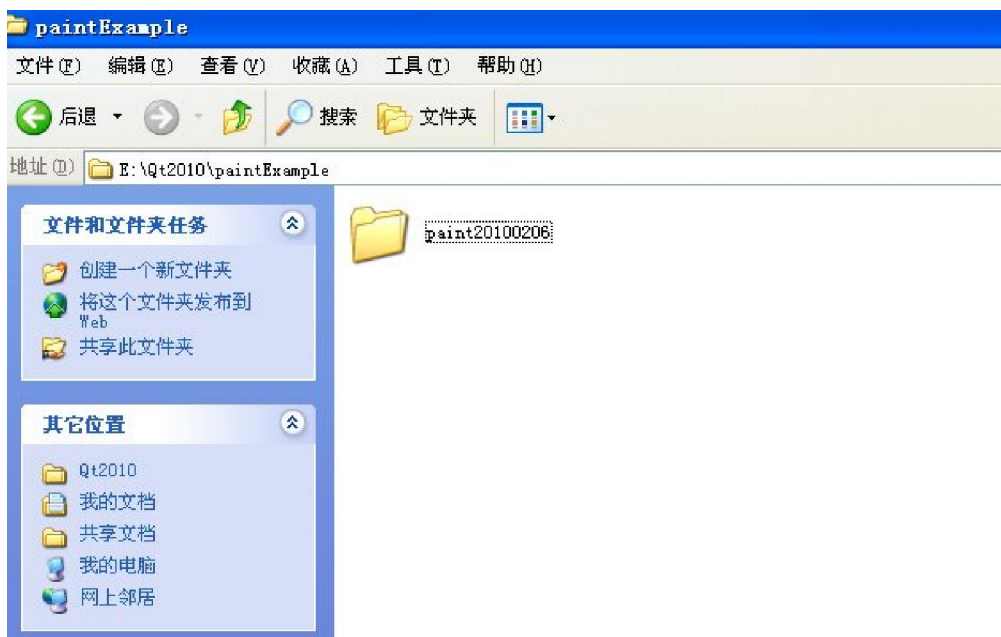 paintExample
文件(F) 编辑(E) 查看(V) 收藏(A) 工具(T) 帮助(H)
后退 搜索 文件夹
地址(D) E:\Qt2010\paintExample
文件和文件夹任务
创建一个新文件夹
将这个文件夹发布到
Web
共享此文件夹
其它位置
Qt2010
我的文档
共享文档
我的电脑
网上邻居
paint20100206